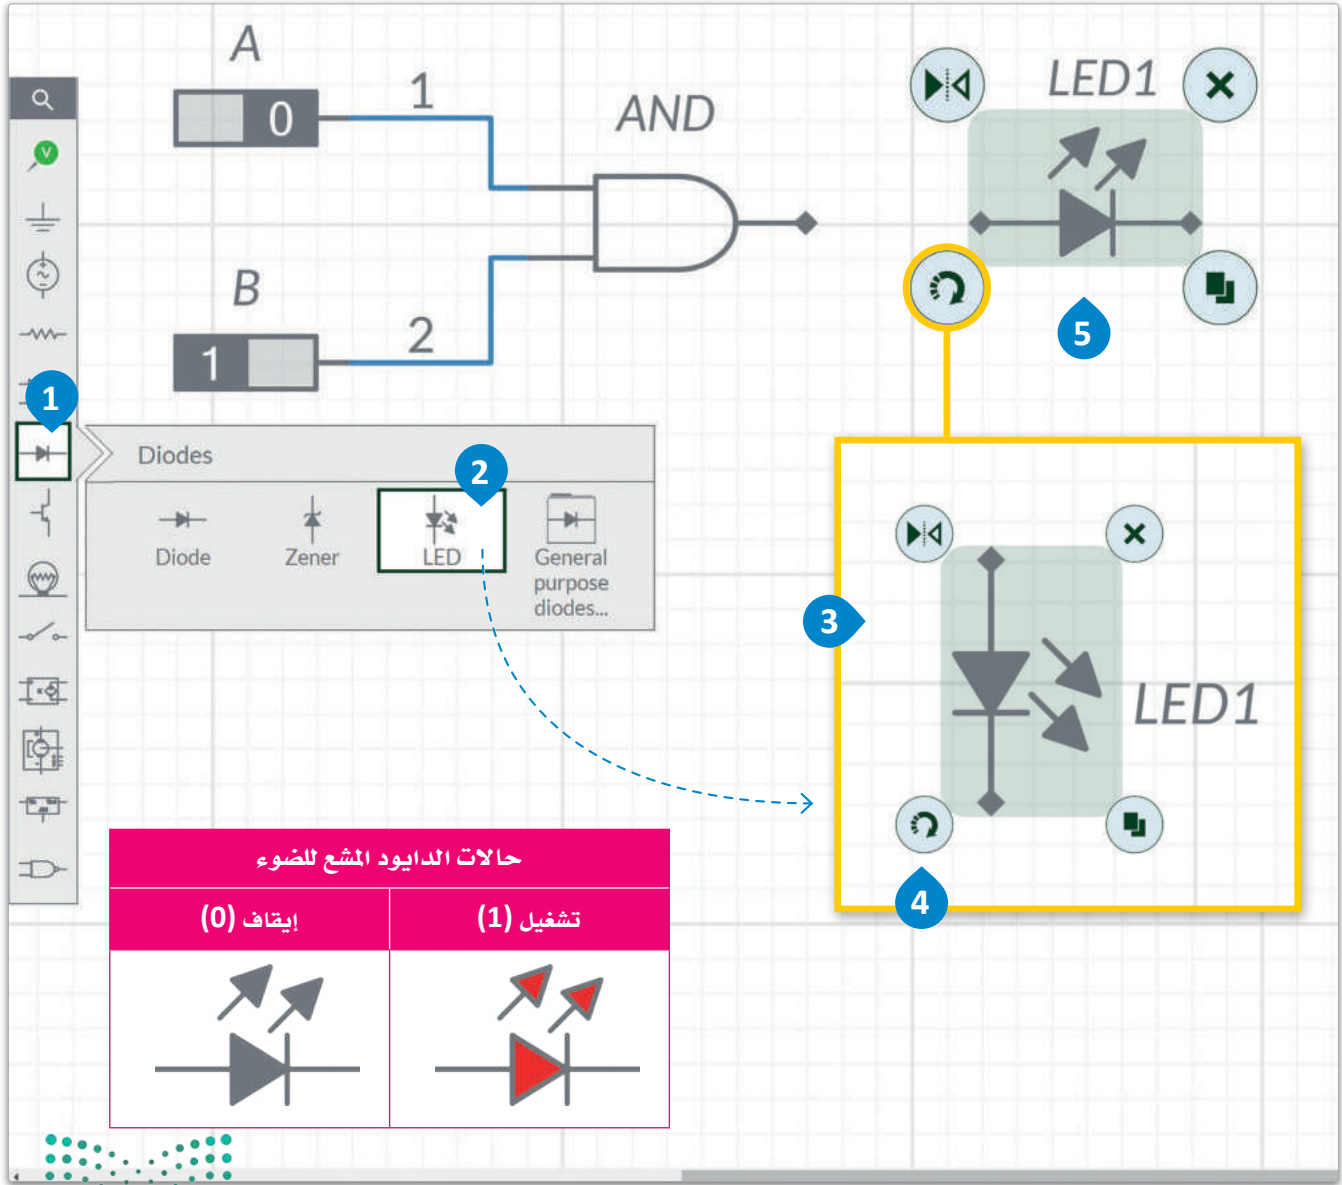 A
0
1
AND
LED1
V
B
1
2
5
1
Diodes
2
Diode
Zener
LED
General
purpose
diodes...
3
LED1
4
حالات الدايود المشع للضوء
تشغيل (1)
إيقاف (0)